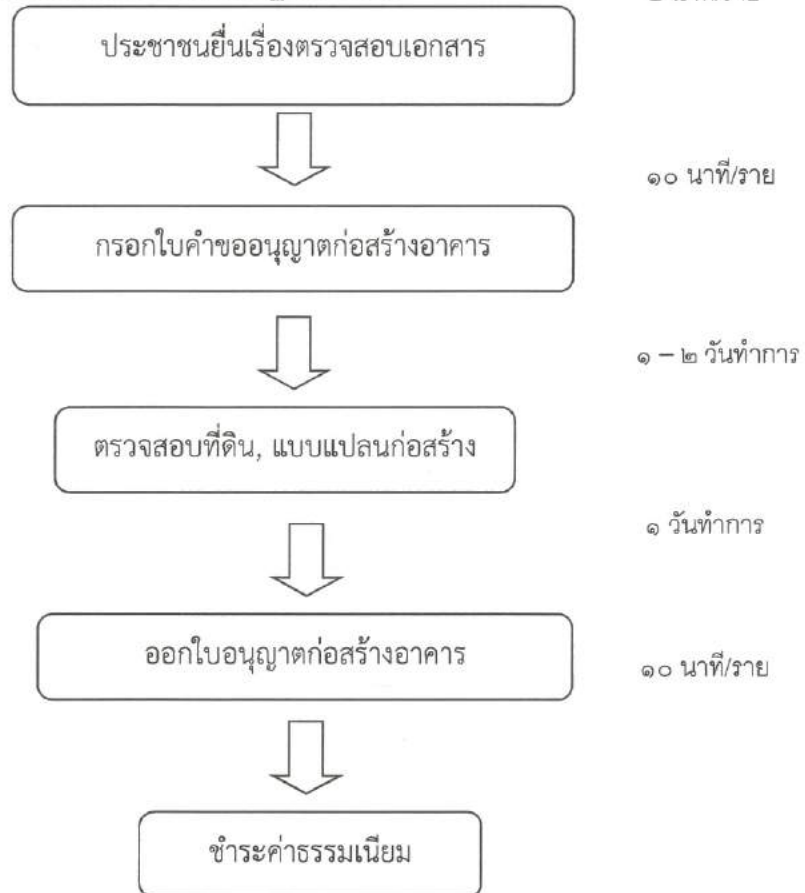 ประชาชนยื่นเรื่องตรวจสอบเอกสาร
๑๐ นาที/ราย
กรอกใบคำขออนุญาตก่อสร้างอาคาร
๑ – ๒ วันทำการ
ตรวจสอบที่ดิน, แบบแปลนก่อสร้าง
๑ วันทำการ
ออกใบอนุญาตก่อสร้างอาคาร
๑๐ นาที/ราย
ชำระค่าธรรมเนียม